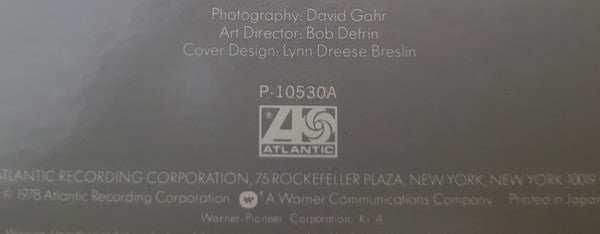 Photography: David Gahr
Art Director: Bob Defrin
Cover Design: Lynn Dreese Breslin
P-10530A
ATLANTIC
ATLANTIC RECORDING CORPORATION, 75 ROCKEFELLER PLAZA, NEW YORK, NEW YORK 10019
© 1978 Atlantic Recording Corporation A Warner Communications Company Printed in Japan
Warner-Pioneer Corporation, Ki A